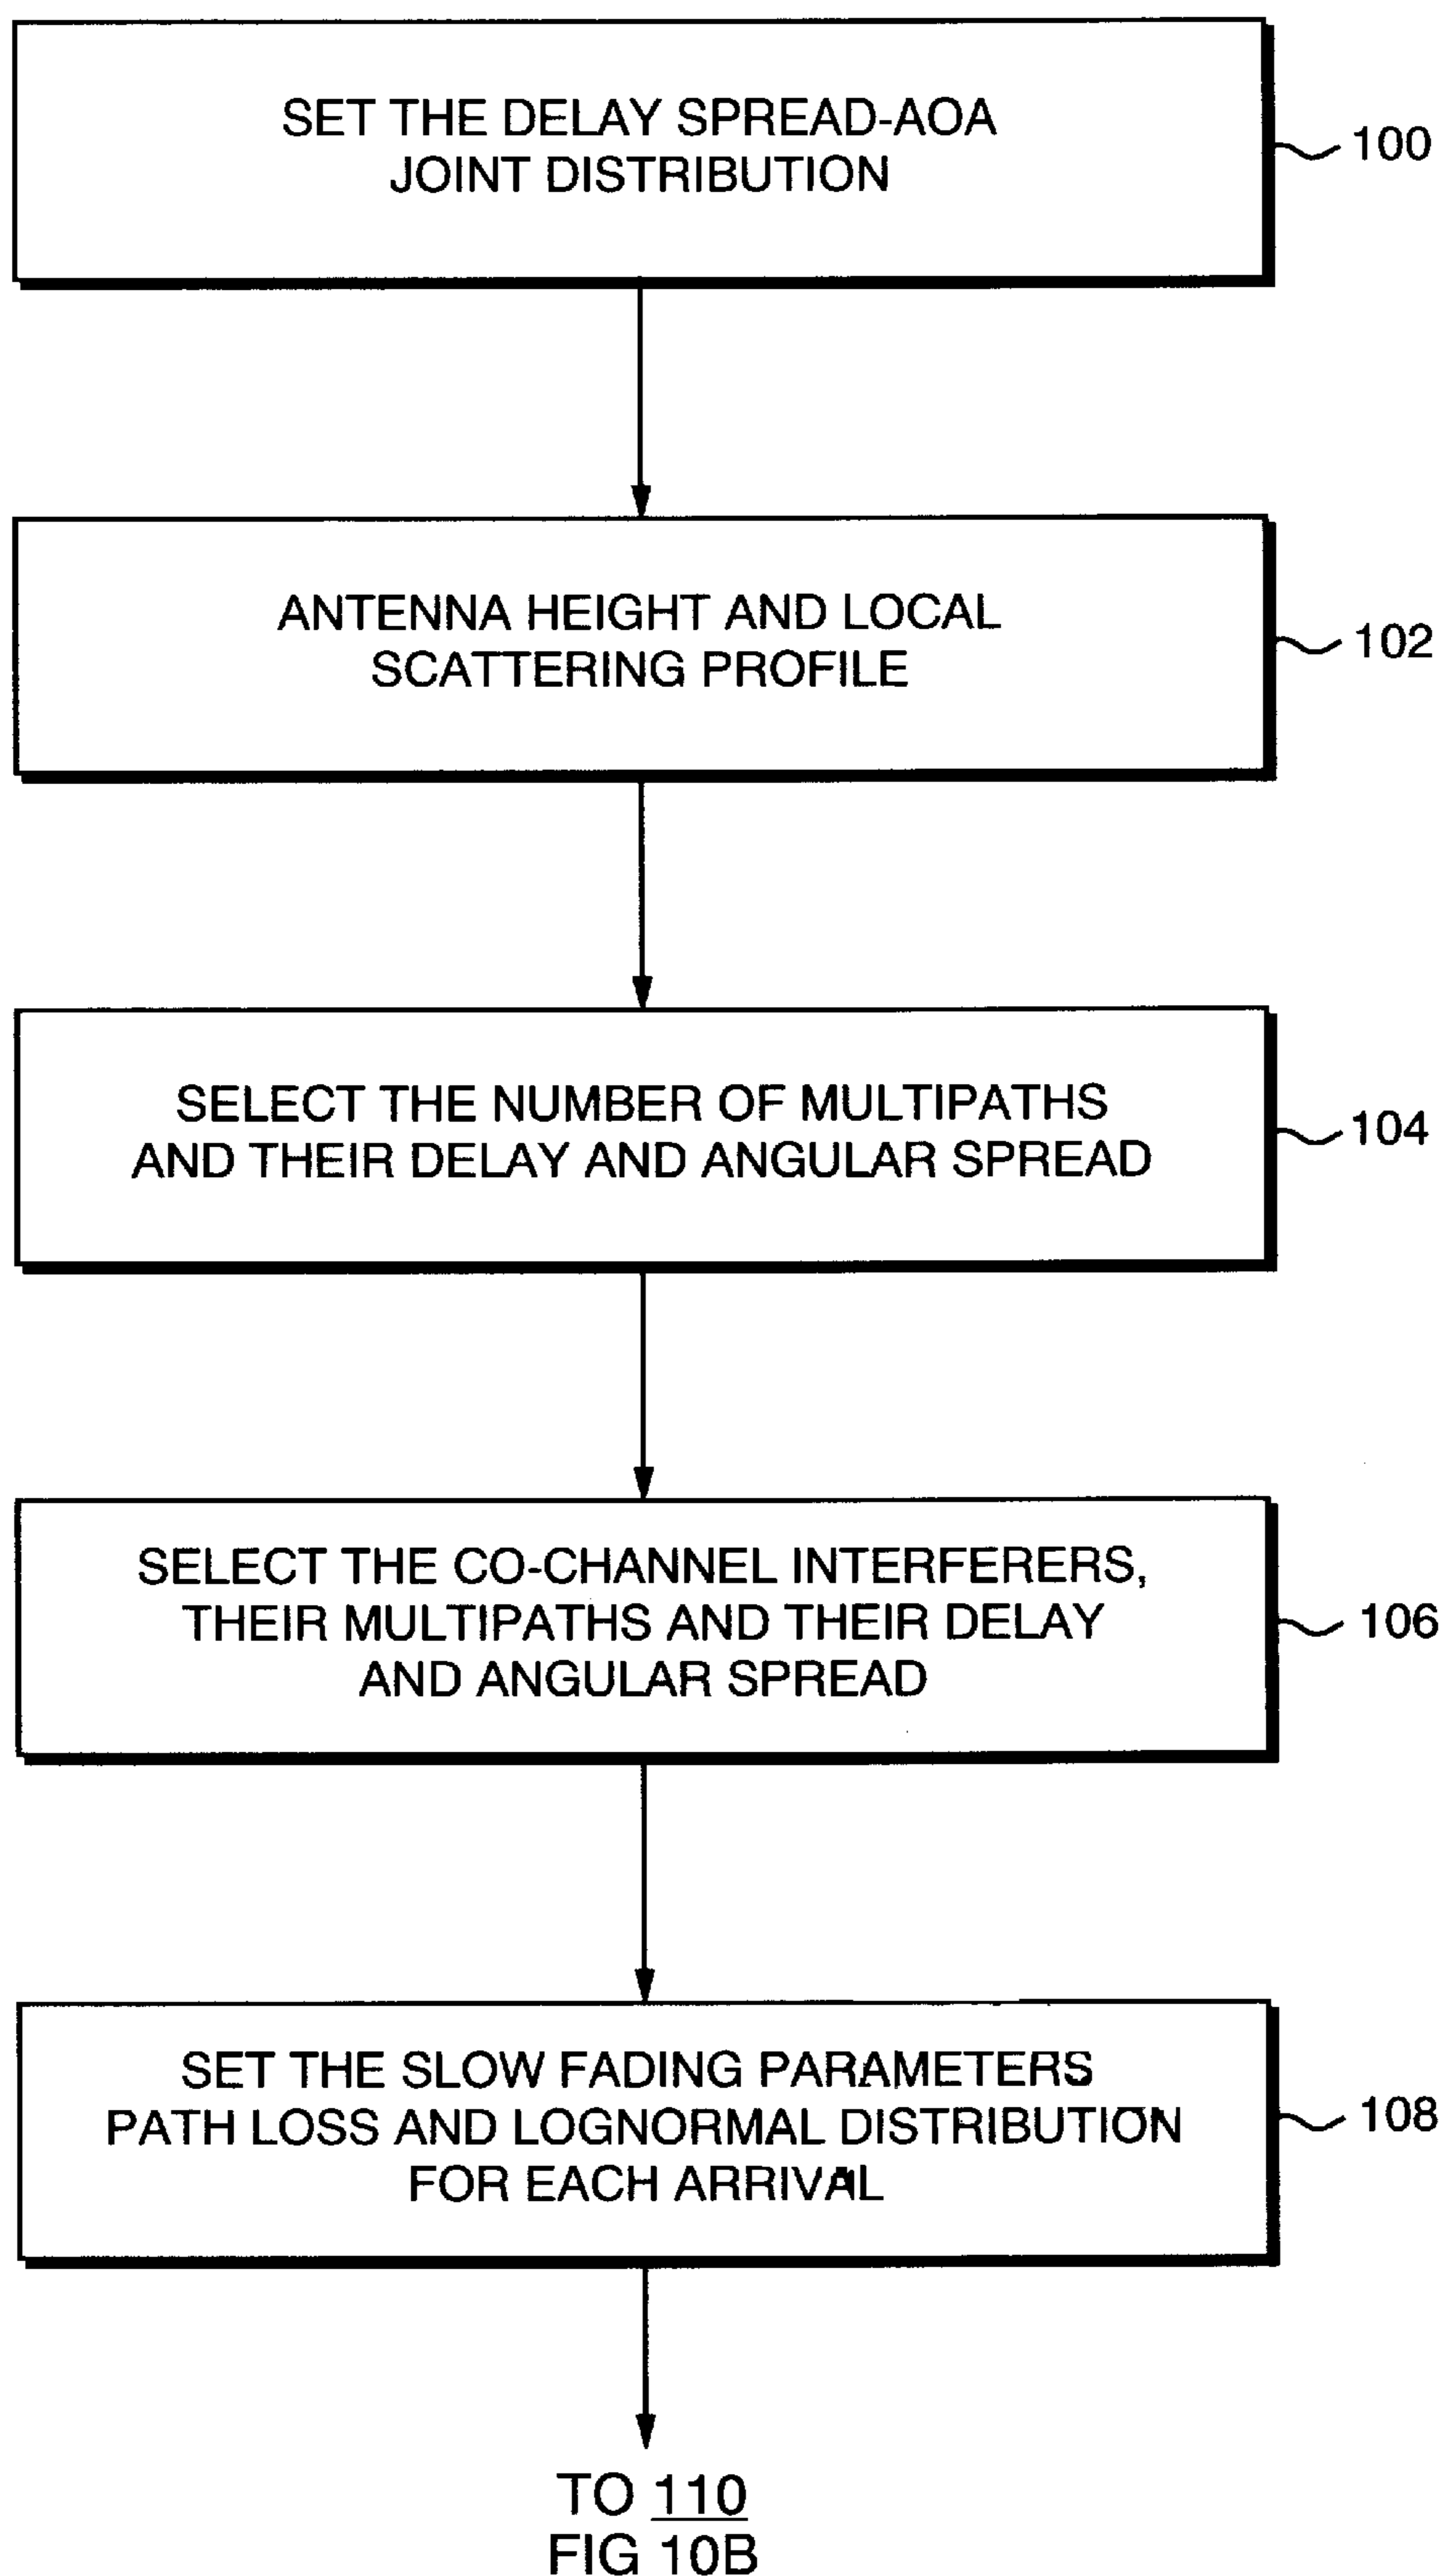 SET THE DELAY SPREAD-AOA
JOINT DISTRIBUTION
100
ANTENNA HEIGHT AND LOCAL
SCATTERING PROFILE
102
SELECT THE NUMBER OF MULTIPATHS
AND THEIR DELAY AND ANGULAR SPREAD
104
SELECT THE CO-CHANNEL INTERFERERS,
THEIR MULTIPATHS AND THEIR DELAY
AND ANGULAR SPREAD
106
SET THE SLOW FADING PARAMETERS
PATH LOSS AND LOGNORMAL DISTRIBUTION
FOR EACH ARRIVAL
108
TO 110
FIG 10B